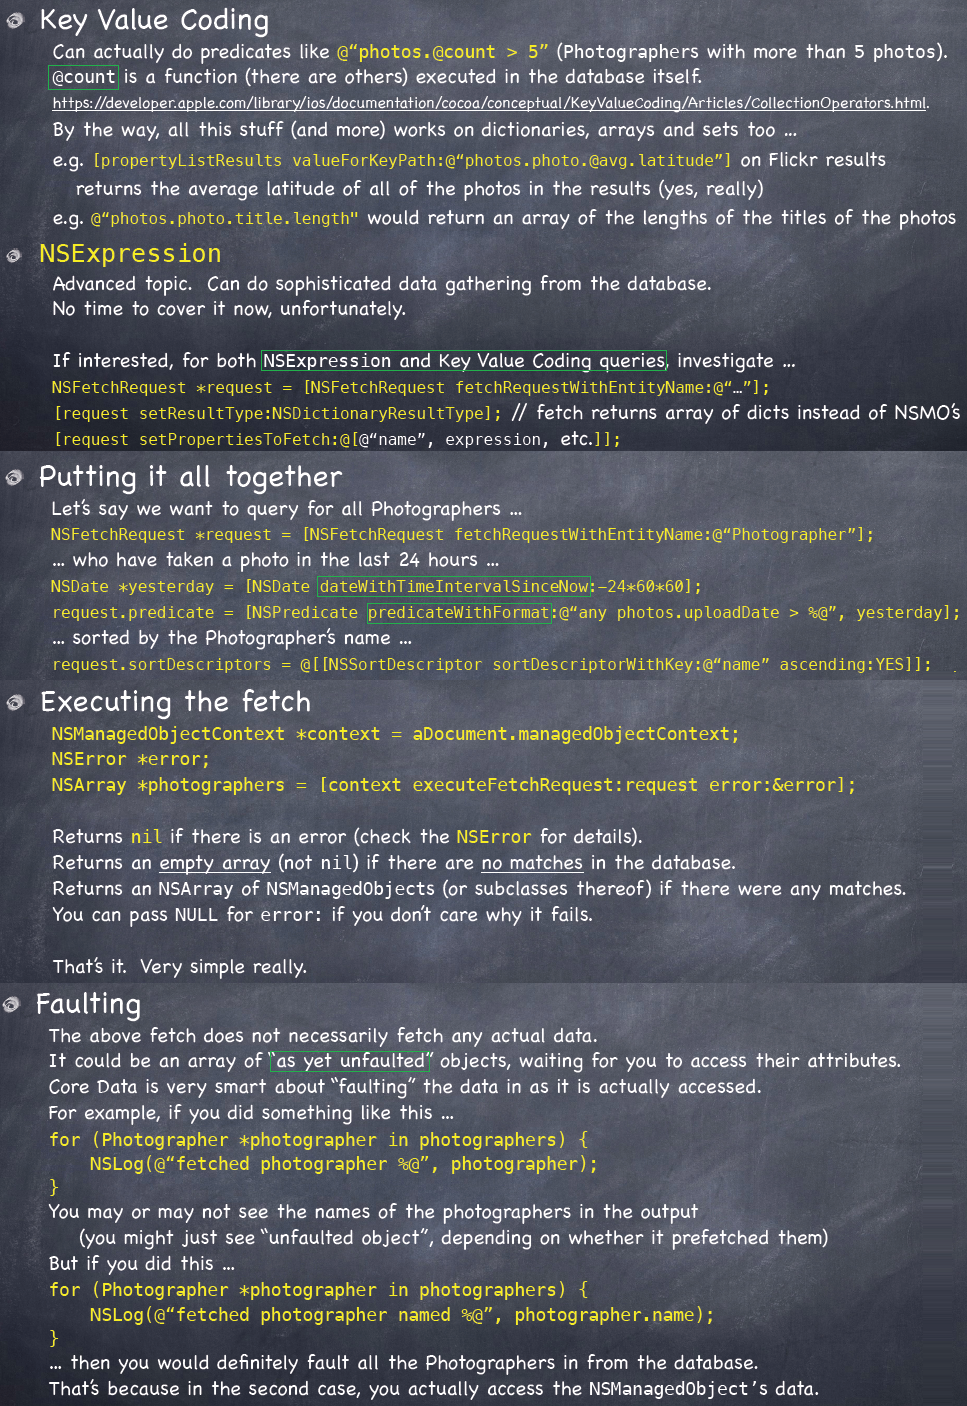 Key Value Coding
Can actually do predicates like @“photos.@count > 5” (Photographers with more than 5 photos).
@count is a function (there are others) executed in the database itself.
https://developer.apple.com/library/ios/documentation/cocoa/conceptual/KeyValueCoding/Articles/CollectionOperators.html.
By the way, all this stuff (and more) works on dictionaries, arrays and sets too …
e.g. [propertyListResults valueForKeyPath:@“photos.photo.@avg.latitude”] on Flickr results
returns the average latitude of all of the photos in the results (yes, really)
e.g. @“photos.photo.title.length" would return an array of the lengths of the titles of the photos
NSExpression
Advanced topic. Can do sophisticated data gathering from the database.
No time to cover it now, unfortunately.
If interested, for both NSExpression and Key Value Coding queries, investigate …
NSFetchRequest *request = [NSFetchRequest fetchRequestWithEntityName:@“…”];
[request setResultType:NSDictionaryResultType]; // fetch returns array of dicts instead of NSMO’s
[request setPropertiesToFetch:@[@“name”, expression, etc.]];
Putting it all together
Let’s say we want to query for all Photographers …
NSFetchRequest *request = [NSFetchRequest fetchRequestWithEntityName:@“Photographer”];
… who have taken a photo in the last 24 hours …
NSDate *yesterday = [NSDate dateWithTimeIntervalSinceNow:-24*60*60];
request.predicate = [NSPredicate predicateWithFormat:@“any photos.uploadDate > %@”, yesterday];
… sorted by the Photographer’s name …
request.sortDescriptors = @[[NSSortDescriptor sortDescriptorWithKey:@“name” ascending:YES]];
Executing the fetch
NSManagedObjectContext *context = aDocument.managedObjectContext;
NSError *error;
NSArray *photographers = [context executeFetchRequest:request error:&error];
Returns nil if there is an error (check the NSError for details).
Returns an empty array (not nil) if there are no matches in the database.
Returns an NSArray of NSManagedObjects (or subclasses thereof) if there were any matches.
You can pass NULL for error: if you don’t care why it fails.
That’s it. Very simple really.
Faulting
The above fetch does not necessarily fetch any actual data.
It could be an array of “as yet unfaulted” objects, waiting for you to access their attributes.
Core Data is very smart about “faulting” the data in as it is actually accessed.
For example, if you did something like this …
for (Photographer *photographer in photographers) {
NSLog(@“fetched photographer %@”, photographer);
}
You may or may not see the names of the photographers in the output
(you might just see “unfaulted object”, depending on whether it prefetched them)
But if you did this …
for (Photographer *photographer in photographers) {
NSLog(@“fetched photographer named %@”, photographer.name);
}
… then you would definitely fault all the Photographers in from the database.
That’s because in the second case, you actually access the NSManagedObject’s data.